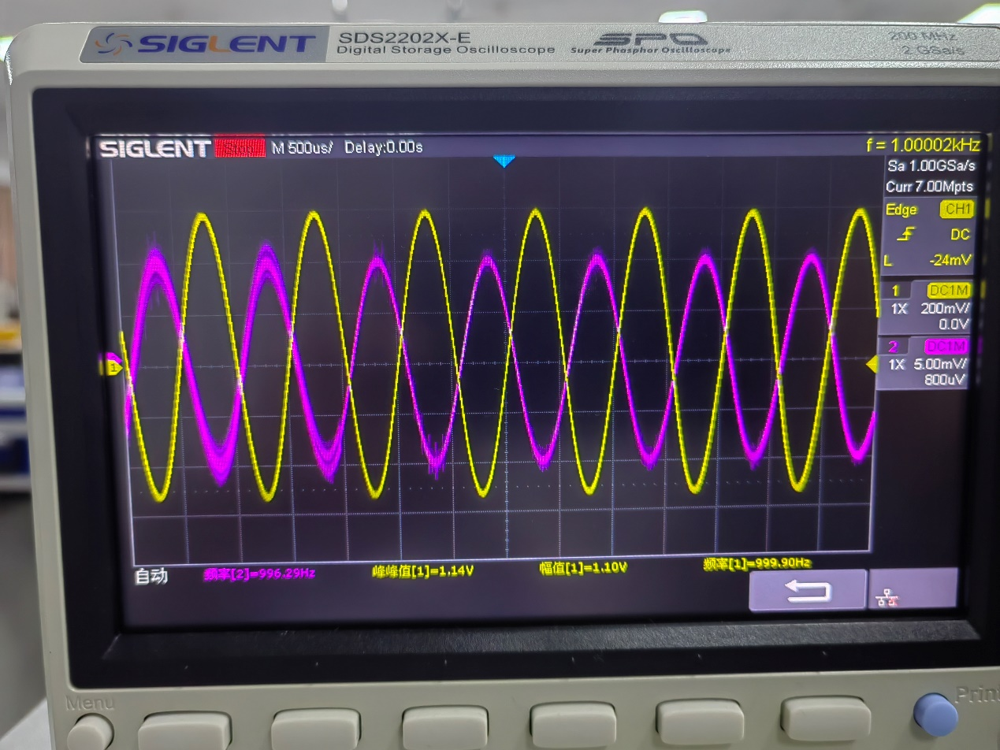 SIGLENT SDS2202X-E SPO 200 MHz
Digital Storage Oscilloscope Super Phosphor Oscilloscope 2 GSa/s
SIGLENT Stop M 500us/ Delay:0.00s f = 1.00002kHz
Sa 1.00GSa/s
Curr 7.00Mpts
Edge CH1
DC
L -24mV
1 DC1M
1X 200mV/
0.0V
2 DC1M
1X 5.00mV/
800uV
1
自动 频率[2]=996.29Hz 峰峰值[1]=1.14V 幅值[1]=1.10V 频率[1]=999.90Hz
Menu Print